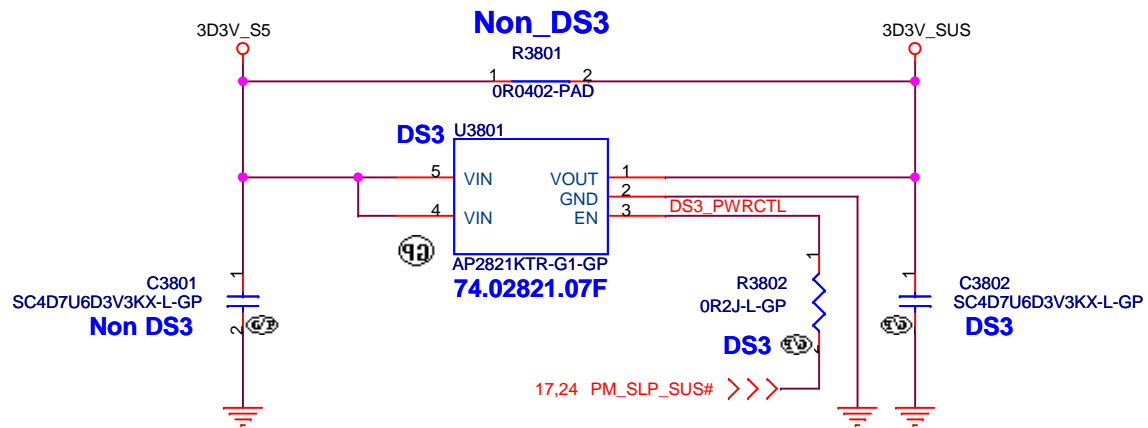 Non_DS3
3D3V_S5
3D3V_SUS
R3801
1
2
0R0402-PAD
DS3
U3801
5
VIN
VOUT
1
GND
2
4
VIN
EN
3
DS3_PWRCTL
GP
AP2821KTR-G1-GP
74.02821.07F
1
C3801
SC4D7U6D3V3KX-L-GP
Non DS3
2
1
R3802
0R2J-L-GP
DS3
1
C3802
SC4D7U6D3V3KX-L-GP
DS3
17,24 PM_SLP_SUS#